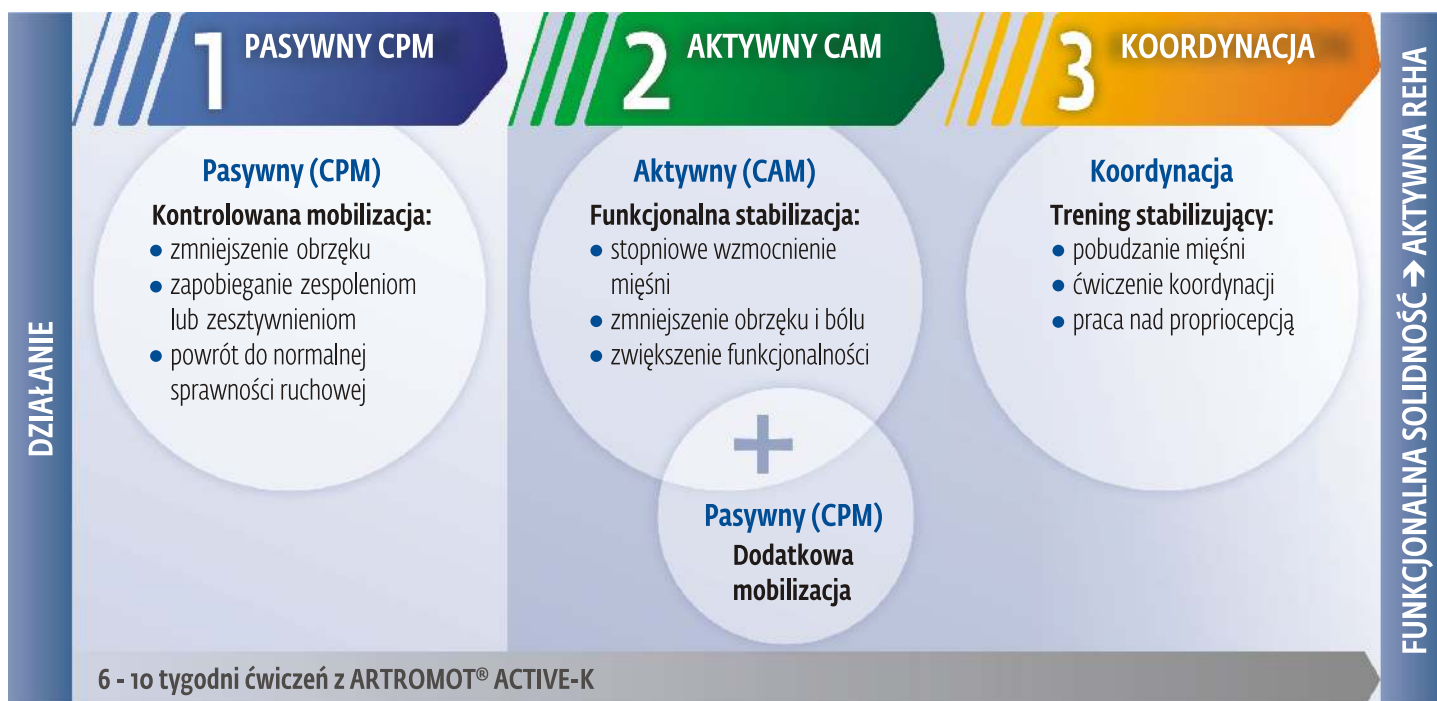 1 PASYWNY CPM
2 AKTYWNY CAM
3 KOORDYNACJA
DZIAŁANIE
Pasywny (CPM)
Kontrolowana mobilizacja:
• zmniejszenie obrzęku
• zapobieganie zespoleniom
lub zesztywnieniom
• powrót do normalnej
sprawności ruchowej
Aktywny (CAM)
Funkcjonalna stabilizacja:
• stopniowe wzmocnienie
mięśni
• zmniejszenie obrzęku i bólu
• zwiększenie funkcjonalności
+
Pasywny (CPM)
Dodatkowa
mobilizacja
Koordynacja
Trening stabilizujący:
• pobudzanie mięśni
• ćwiczenie koordynacji
• praca nad propriocepcją
FUNKCJONALNA SOLIDNOŚĆ → AKTYWNA REHA
6 - 10 tygodni ćwiczeń z ARTROMOT® ACTIVE-K